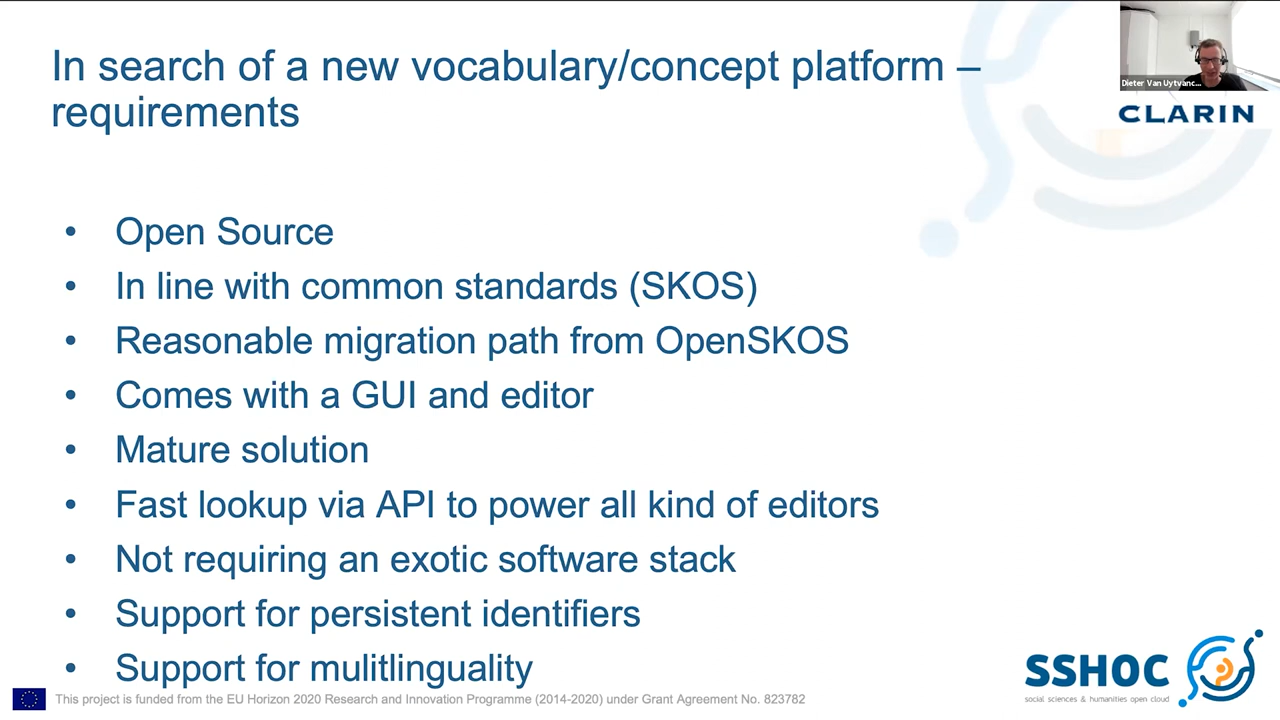 In search of a new vocabulary/concept platform –
requirements
Dieter Van Uytvanc...
CLARIN
• Open Source
• In line with common standards (SKOS)
• Reasonable migration path from OpenSKOS
• Comes with a GUI and editor
• Mature solution
• Fast lookup via API to power all kind of editors
• Not requiring an exotic software stack
• Support for persistent identifiers
• Support for mulitlinguality
This project is funded from the EU Horizon 2020 Research and Innovation Programme (2014-2020) under Grant Agreement No. 823782
SSHOC
social sciences & humanities open cloud